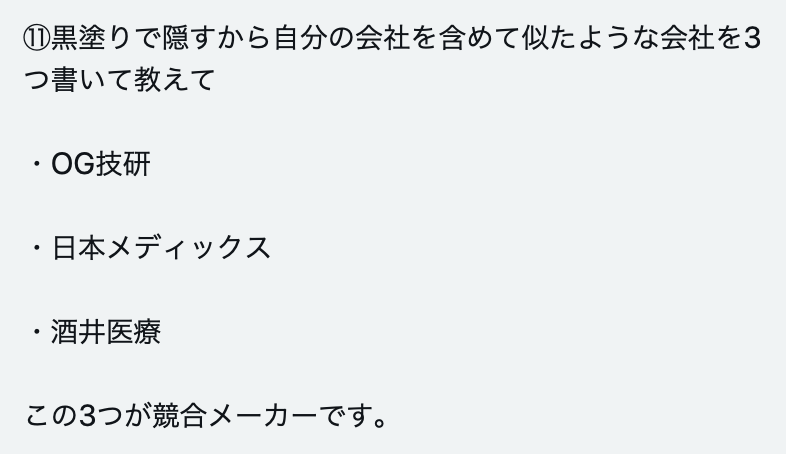 ⑪黒塗りで隠すから自分の会社を含めて似たような会社を3
つ書いて教えて
・OG技研
・日本メディックス
・酒井医療
この3つが競合メーカーです。